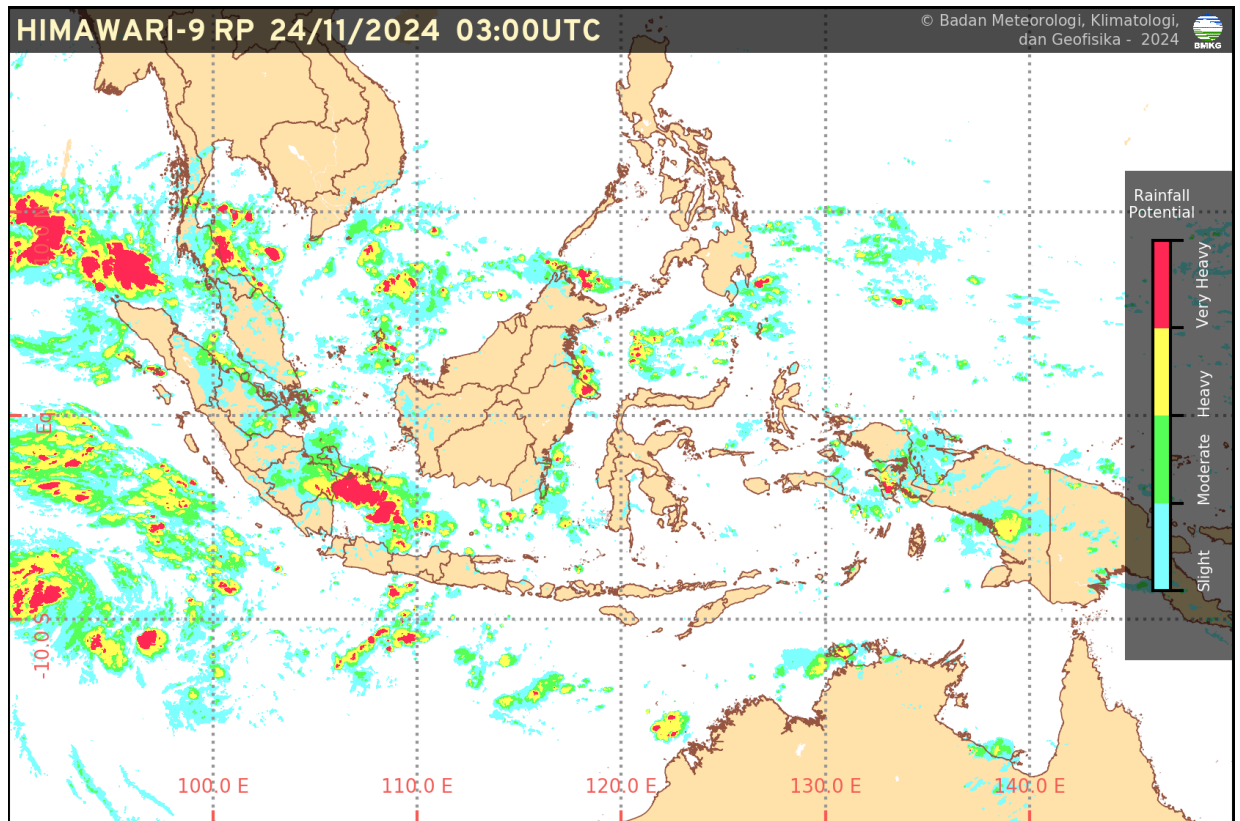 HIMAWARI-9 RP 24/11/2024 03:00UTC
© Badan Meteorologi, Klimatologi,
dan Geofisika - 2024
BMKG
Rainfall
Potential
Very Heavy
Heavy
Moderate
Slight
Eq
-10.0 S
100.0 E
110.0 E
120.0 E
130.0 E
140.0 E